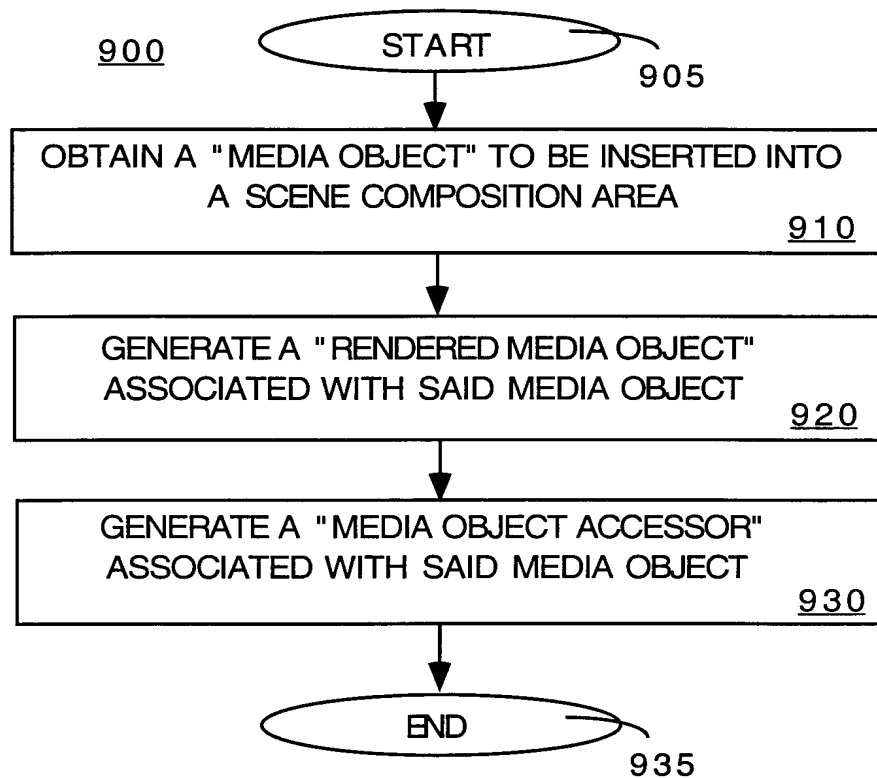 900
START
905
OBTAIN A "MEDIA OBJECT" TO BE INSERTED INTO
A SCENE COMPOSITION AREA
910
GENERATE A "RENDERED MEDIA OBJECT"
ASSOCIATED WITH SAID MEDIA OBJECT
920
GENERATE A "MEDIA OBJECT ACCESSOR"
ASSOCIATED WITH SAID MEDIA OBJECT
930
END
935